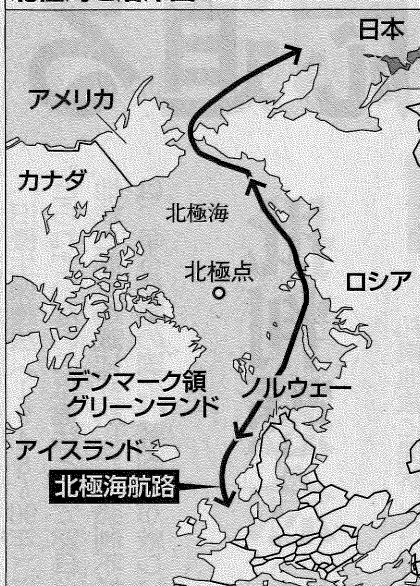 日本
アメリカ
カナダ
北極海
北極点
ロシア
デンマーク領
グリーンランド
ノルウェー
アイスランド
北極海航路